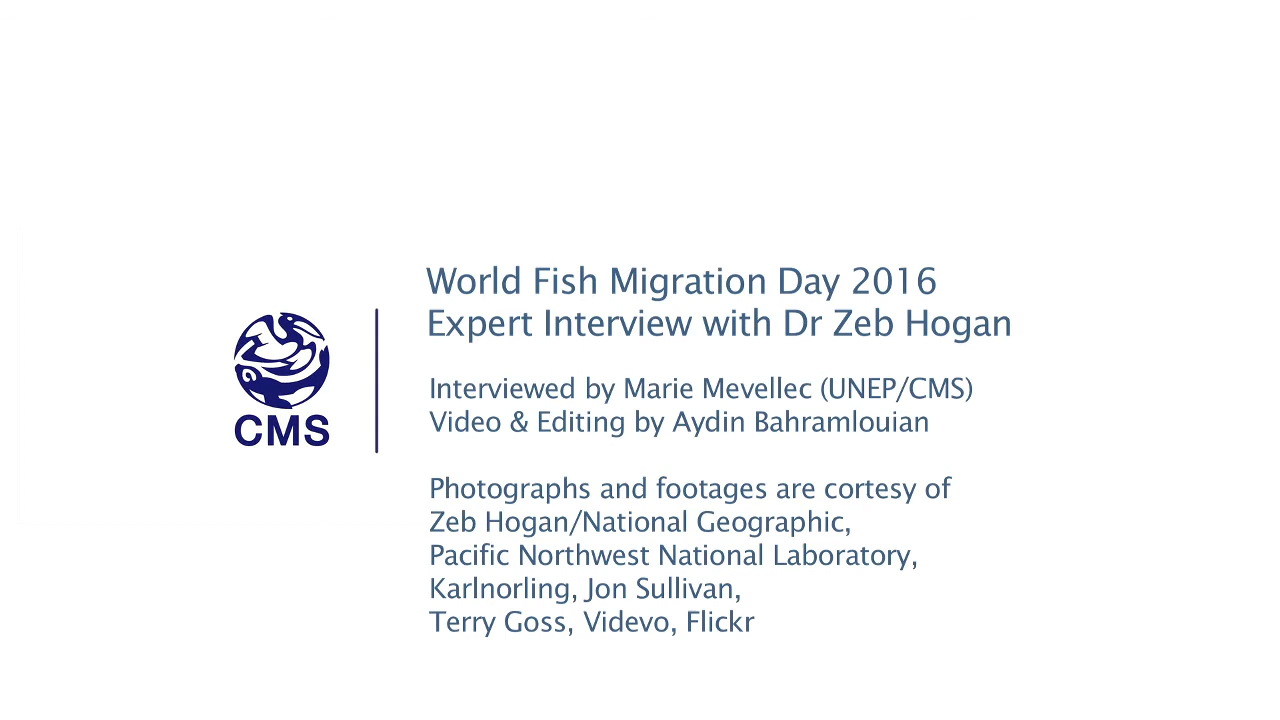 World Fish Migration Day 2016
Expert Interview with Dr Zeb Hogan
CMS
Interviewed by Marie Mevellec (UNEP/CMS)
Video & Editing by Aydin Bahramlouian
Photographs and footages are cortesy of
Zeb Hogan/National Geographic,
Pacific Northwest National Laboratory,
Karlnorling, Jon Sullivan,
Terry Goss, Videvo, Flickr